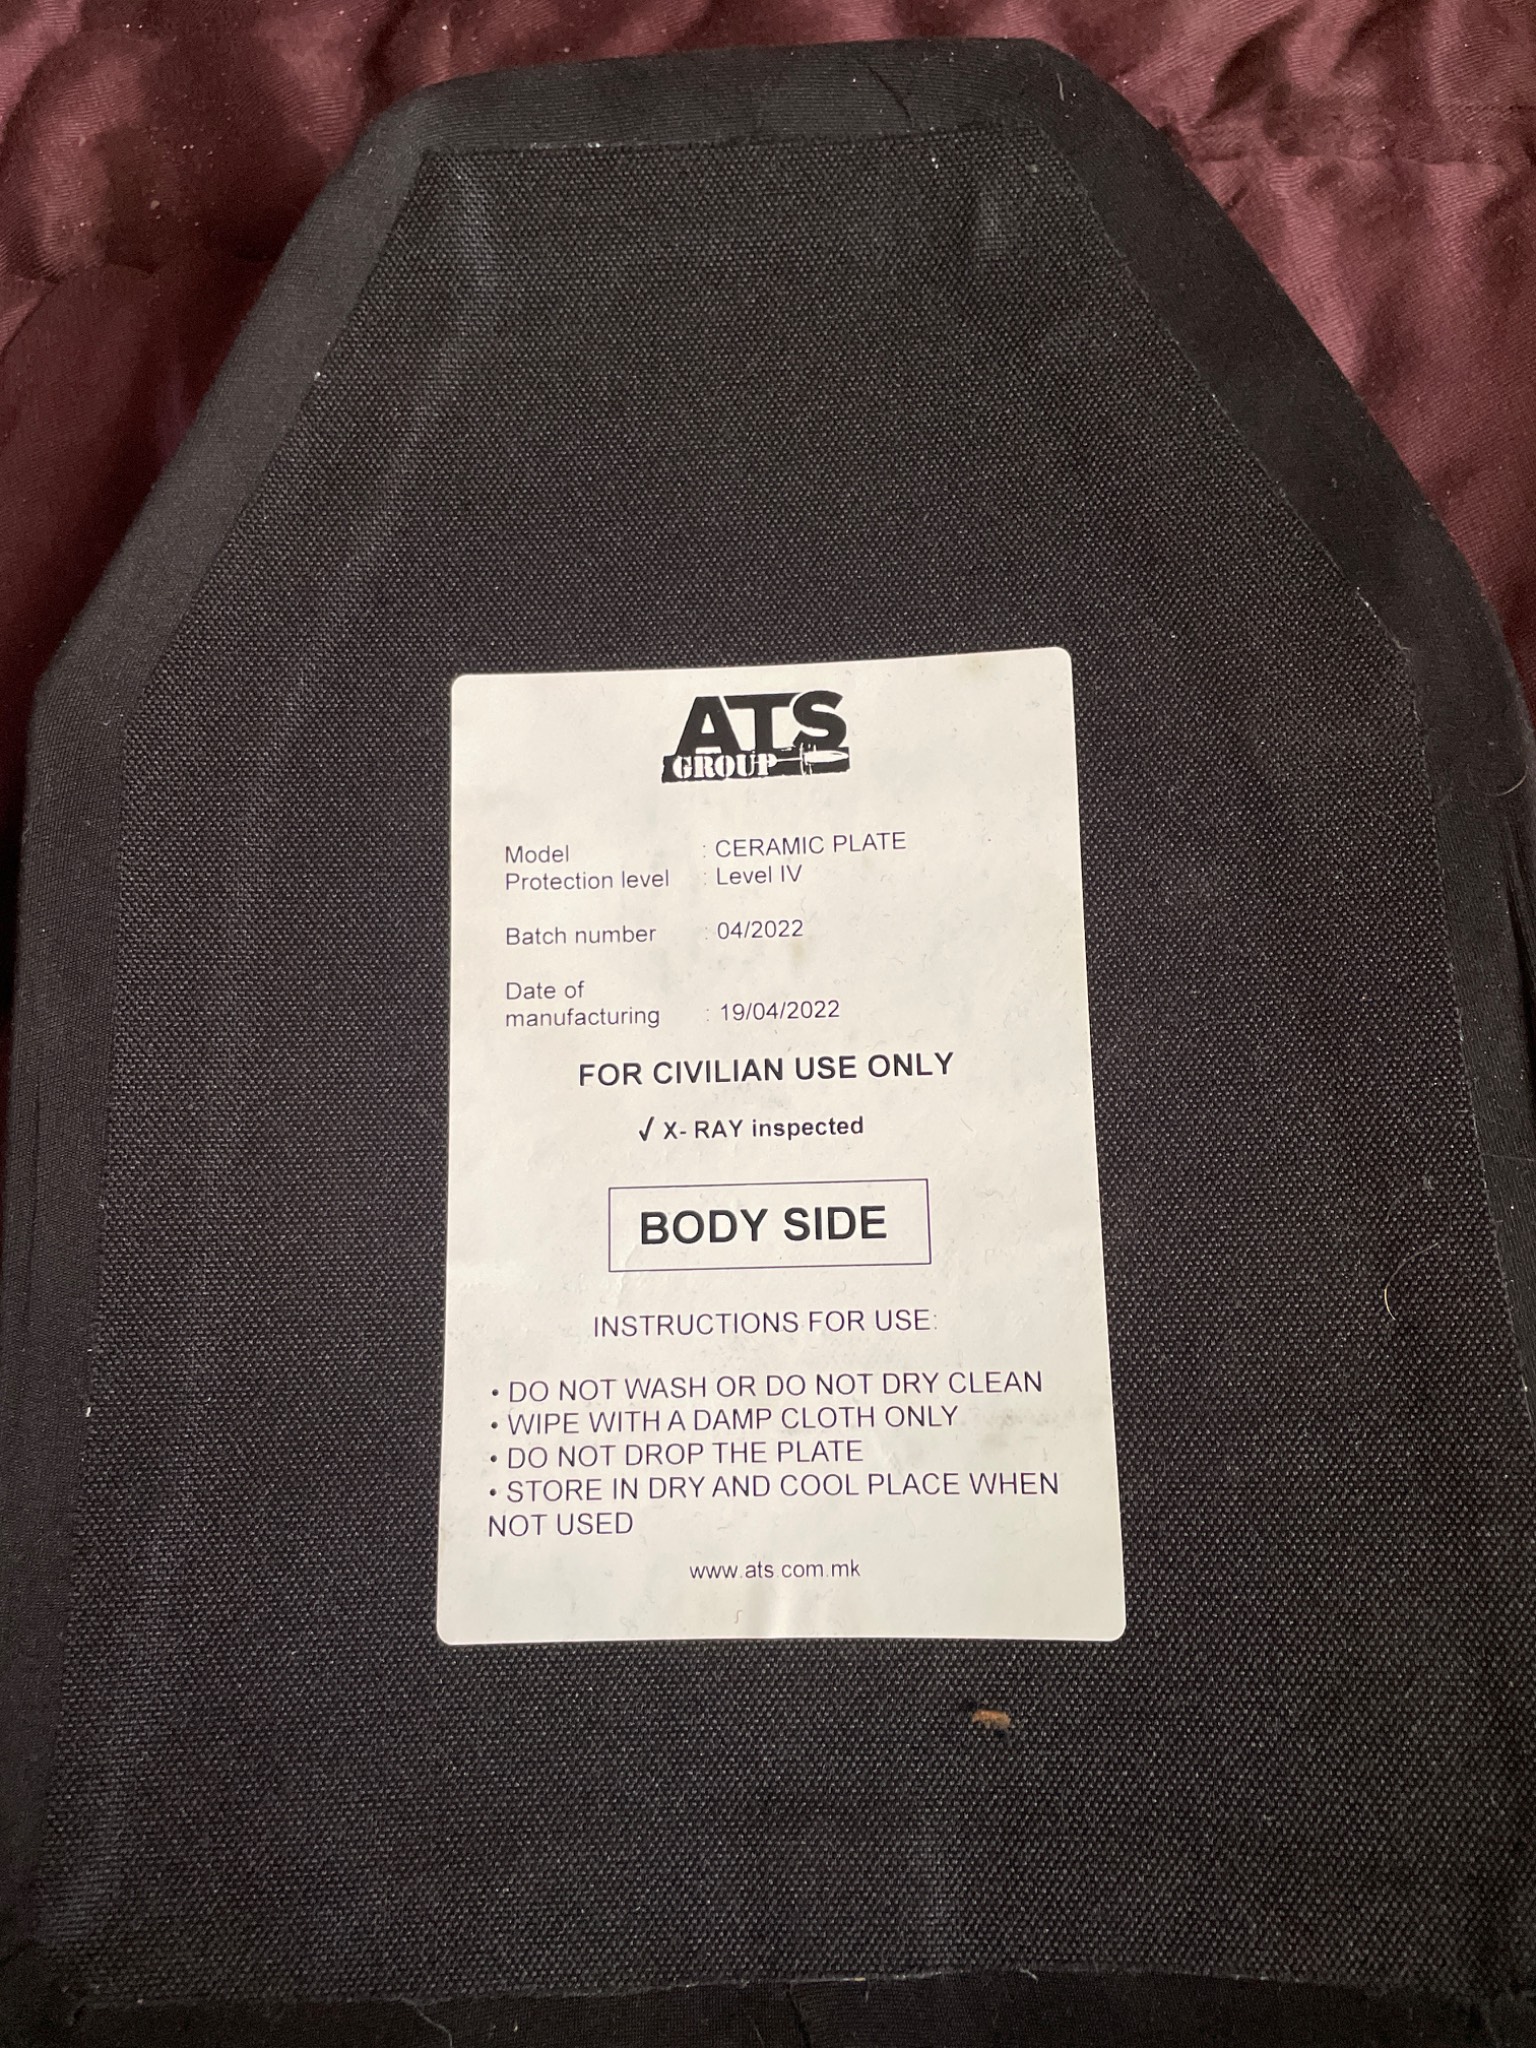 ATS
GROUP
Model : CERAMIC PLATE
Protection level : Level IV
Batch number : 04/2022
Date of
manufacturing : 19/04/2022
FOR CIVILIAN USE ONLY
√ X- RAY inspected
BODY SIDE
INSTRUCTIONS FOR USE:
• DO NOT WASH OR DO NOT DRY CLEAN
• WIPE WITH A DAMP CLOTH ONLY
• DO NOT DROP THE PLATE
• STORE IN DRY AND COOL PLACE WHEN
NOT USED
www.ats.com.mk